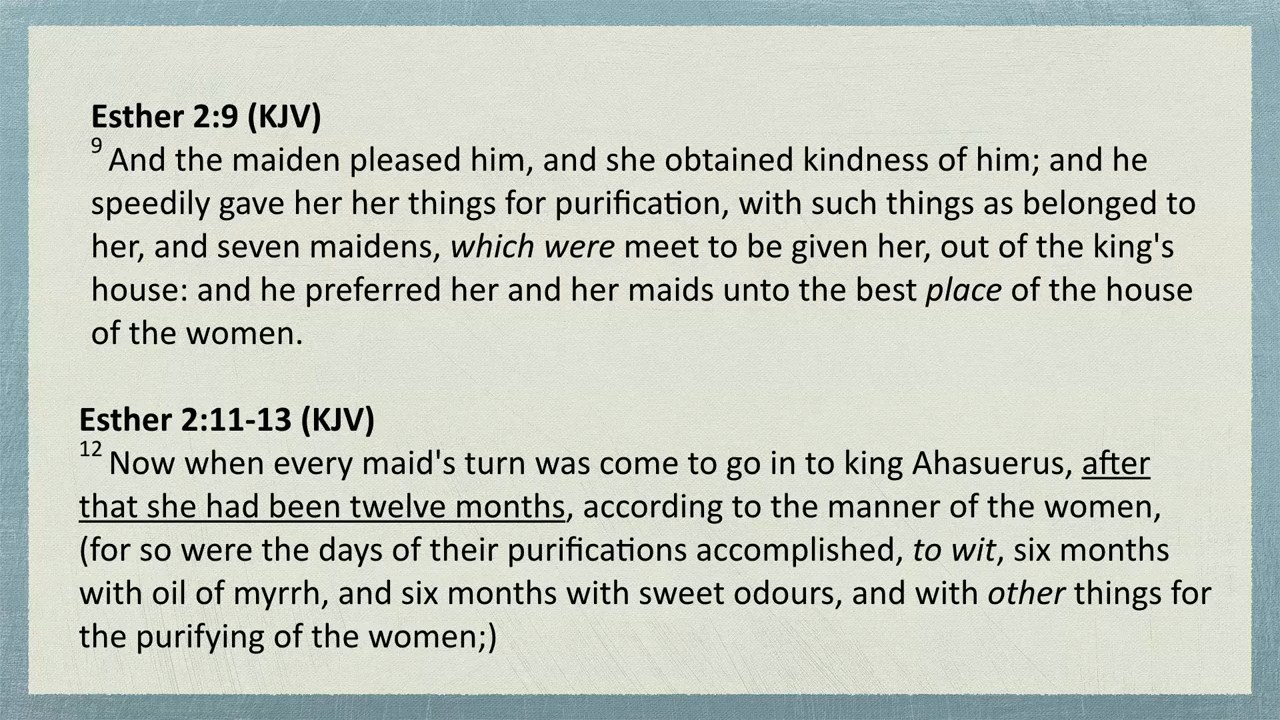 Esther 2:9 (KJV)
9 And the maiden pleased him, and she obtained kindness of him; and he
speedily gave her her things for purification, with such things as belonged to
her, and seven maidens, which were meet to be given her, out of the king's
house: and he preferred her and her maids unto the best place of the house
of the women.
Esther 2:11-13 (KJV)
12 Now when every maid's turn was come to go in to king Ahasuerus, after
that she had been twelve months, according to the manner of the women,
(for so were the days of their purifications accomplished, to wit, six months
with oil of myrrh, and six months with sweet odours, and with other things for
the purifying of the women;)